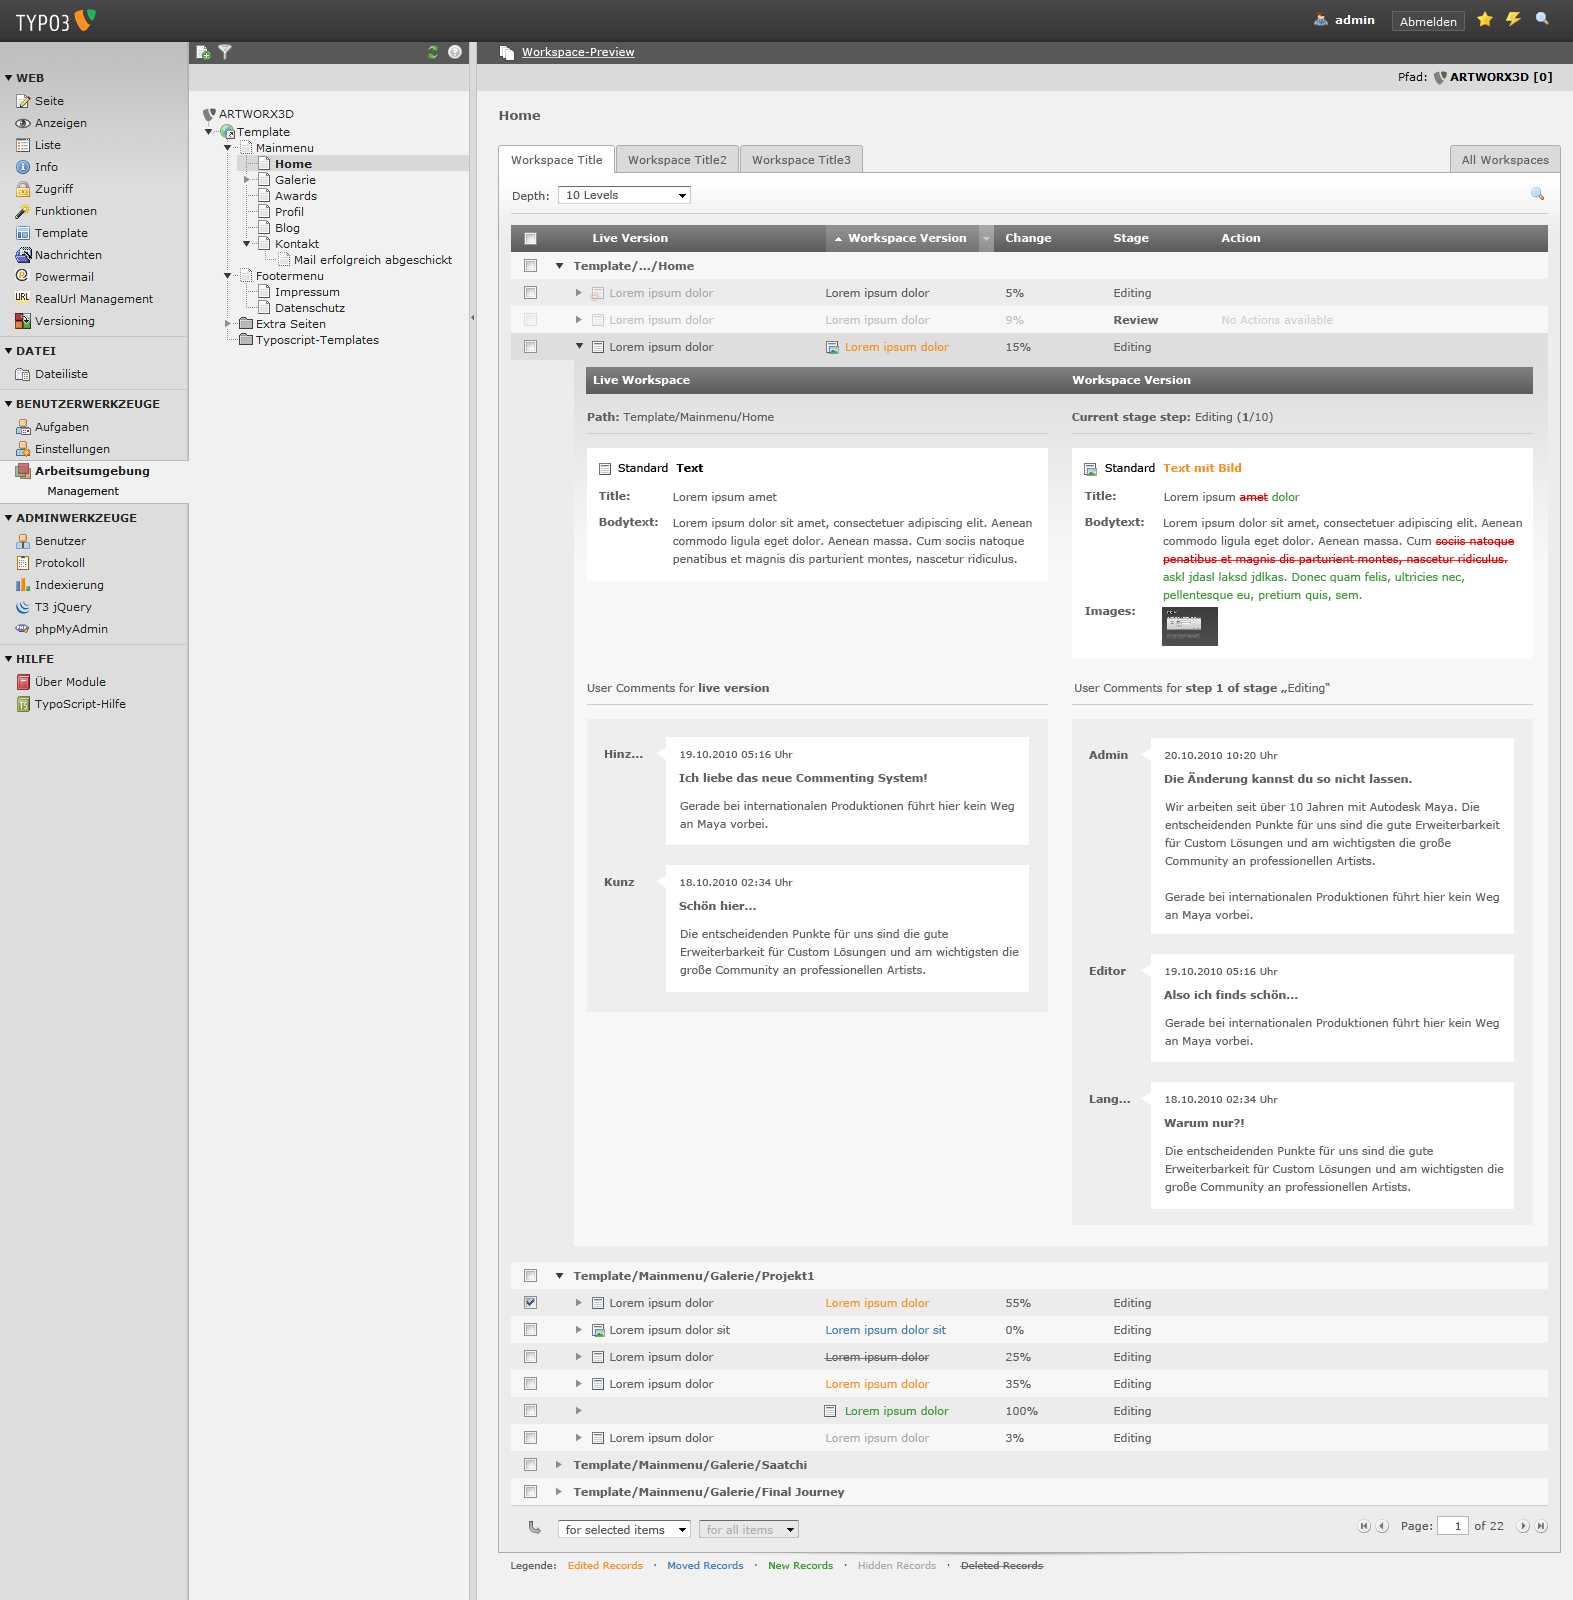 TYPO3
admin
Abmelden
Workspace-Preview
Pfad: ARTWORX3D [0]
WEB
Seite
Anzeigen
Liste
Info
Zugriff
Funktionen
Template
Nachrichten
Powermail
URL RealUrl Management
Versioning
DATEI
Dateiliste
BENUTZERWERKZEUGE
Aufgaben
Einstellungen
Arbeitsumgebung
Management
ADMINWERKZEUGE
Benutzer
Protokoll
Indexierung
T3 jQuery
phpMyAdmin
HILFE
Über Module
TS TypoScript-Hilfe
ARTWORX3D
Template
Mainmenu
Home
Galerie
Awards
Profil
Blog
Kontakt
Mail erfolgreich abgeschickt
Footermenu
Impressum
Datenschutz
Extra Seiten
Typoscript-Templates
Home
Workspace Title Workspace Title2 Workspace Title3 All Workspaces
Depth: 10 Levels
Live Version Workspace Version Change Stage Action
Template/.../Home
Lorem ipsum dolor Lorem ipsum dolor 5% Editing
Lorem ipsum dolor Lorem ipsum dolor 9% Review No Actions available
Lorem ipsum dolor Lorem ipsum dolor 15% Editing
Live Workspace Workspace Version
Path: Template/Mainmenu/Home
Standard Text
Title: Lorem ipsum amet
Bodytext: Lorem ipsum dolor sit amet, consectetuer adipiscing elit. Aenean
commodo ligula eget dolor. Aenean massa. Cum sociis natoque
penatibus et magnis dis parturient montes, nascetur ridiculus.
Current stage step: Editing (1/10)
Standard Text mit Bild
Title: Lorem ipsum amet dolor
Bodytext: Lorem ipsum dolor sit amet, consectetuer adipiscing elit. Aenean
commodo ligula eget dolor. Aenean massa. Cum sociis natoque
penatibus et magnis dis parturient montes, nascetur ridiculus.
askl jdasl laksd jdlkas. Donec quam felis, ultricies nec,
pellentesque eu, pretium quis, sem.
Images:
User Comments for live version
Hinz... 19.10.2010 05:16 Uhr
Ich liebe das neue Commenting System!
Gerade bei internationalen Produktionen führt hier kein Weg
an Maya vorbei.
Kunz 18.10.2010 02:34 Uhr
Schön hier...
Die entscheidenden Punkte für uns sind die gute
Erweiterbarkeit für Custom Lösungen und am wichtigsten die
große Community an professionellen Artists.
User Comments for step 1 of stage „Editing“
Admin 20.10.2010 10:20 Uhr
Die Änderung kannst du so nicht lassen.
Wir arbeiten seit über 10 Jahren mit Autodesk Maya. Die
entscheidenden Punkte für uns sind die gute Erweiterbarkeit
für Custom Lösungen und am wichtigsten die große
Community an professionellen Artists.
Gerade bei internationalen Produktionen führt hier kein Weg
an Maya vorbei.
Editor 19.10.2010 05:16 Uhr
Also ich finds schön...
Gerade bei internationalen Produktionen führt hier kein Weg
an Maya vorbei.
Lang... 18.10.2010 02:34 Uhr
Warum nur?!
Die entscheidenden Punkte für uns sind die gute
Erweiterbarkeit für Custom Lösungen und am wichtigsten die
große Community an professionellen Artists.
Template/Mainmenu/Galerie/Projekt1
Lorem ipsum dolor Lorem ipsum dolor 55% Editing
Lorem ipsum dolor sit Lorem ipsum dolor sit 0% Editing
Lorem ipsum dolor Lorem ipsum dolor 25% Editing
Lorem ipsum dolor Lorem ipsum dolor 35% Editing
Lorem ipsum dolor 100% Editing
Lorem ipsum dolor Lorem ipsum dolor 3% Editing
Template/Mainmenu/Galerie/Saatchi
Template/Mainmenu/Galerie/Final Journey
for selected items for all items Page: 1 of 22
Legende: Edited Records · Moved Records · New Records · Hidden Records · Deleted Records